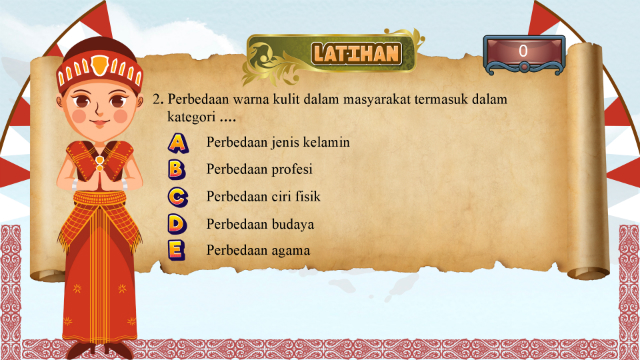 LATIHAN
0
2. Perbedaan warna kulit dalam masyarakat termasuk dalam
kategori ....
A Perbedaan jenis kelamin
B Perbedaan profesi
C Perbedaan ciri fisik
D Perbedaan budaya
E Perbedaan agama